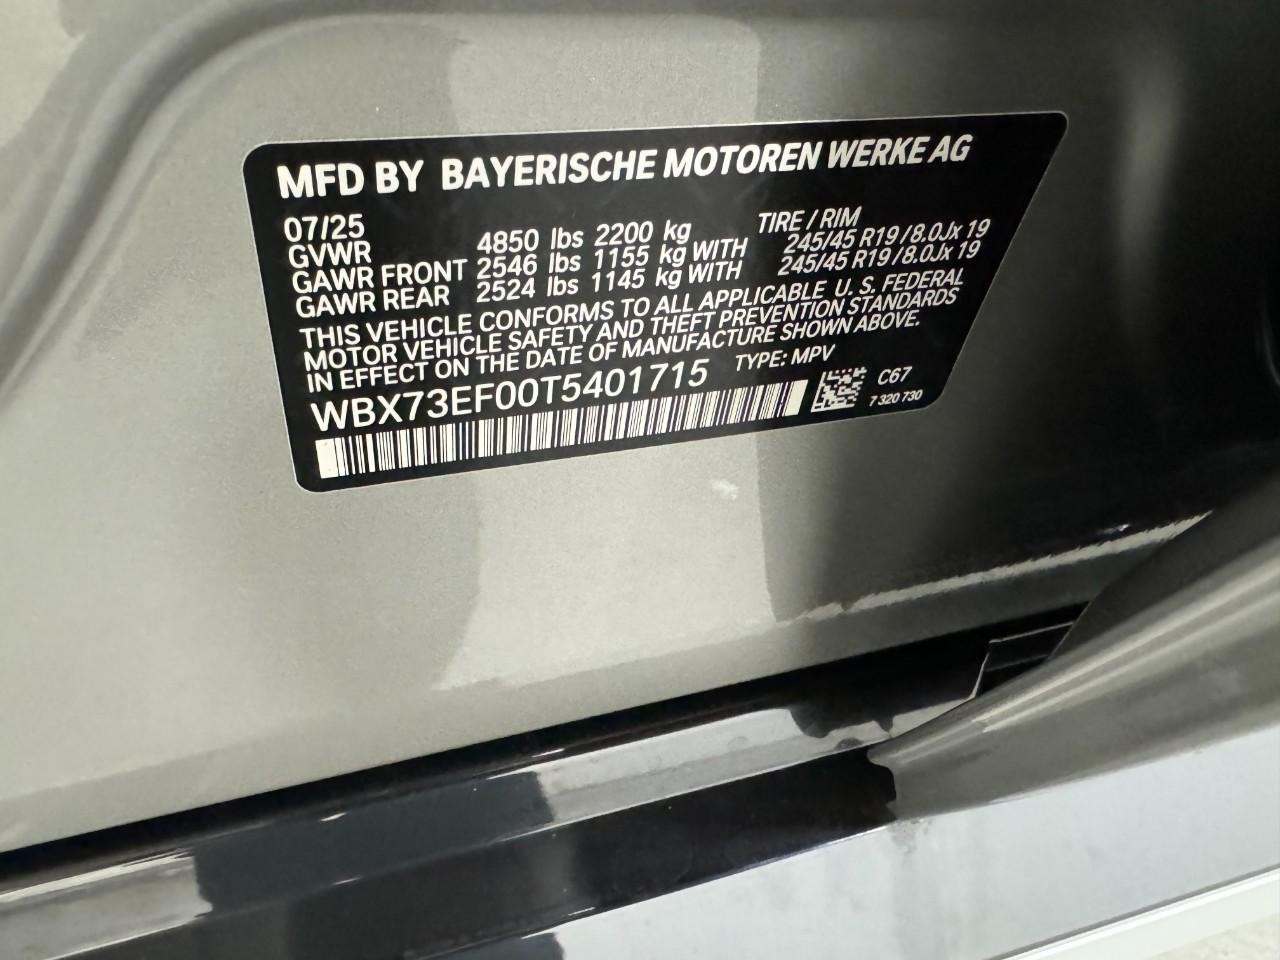 MFD BY BAYERISCHE MOTOREN WERKE AG
07/25 TIRE / RIM
GVWR 4850 lbs 2200 kg
GAWR FRONT 2546 lbs 1155 kg WITH 245/45 R19 / 8.0Jx 19
GAWR REAR 2524 lbs 1145 kg WITH 245/45 R19 / 8.0Jx 19
THIS VEHICLE CONFORMS TO ALL APPLICABLE U. S. FEDERAL
MOTOR VEHICLE SAFETY AND THEFT PREVENTION STANDARDS
IN EFFECT ON THE DATE OF MANUFACTURE SHOWN ABOVE.
WBX73EF00T5401715 TYPE: MPV
C67
7 320 730